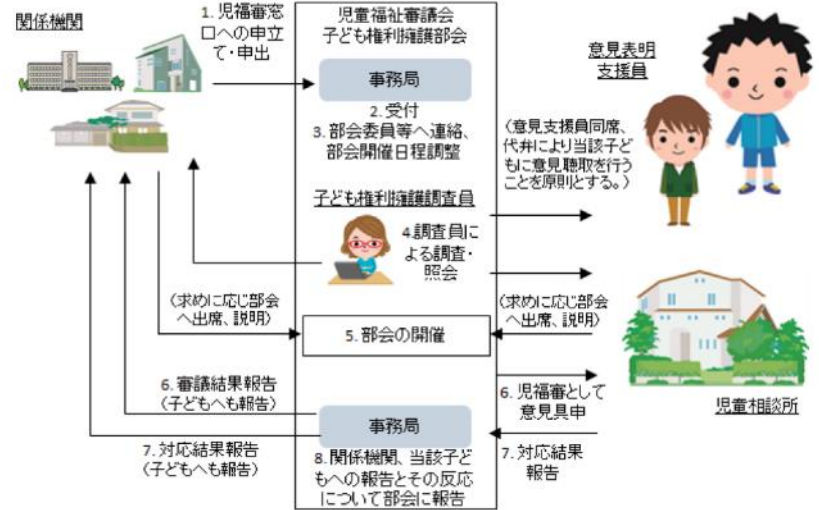 関係機関
1. 児福審窓
口への申立
て・申出
児童福祉審議会
子ども権利擁護部会
事務局
2. 受付
3. 部会委員等へ連絡、
部会開催日程調整
意見表明
支援員
(意見支援員同席、
代弁により当該子ど
もに意見聴取を行う
ことを原則とする。)
子ども権利擁護調査員
4.調査員に
よる調査・
照会
(求めに応じ部会
へ出席、説明)
5. 部会の開催
(求めに応じ部会
へ出席、説明)
児童相談所
6. 審議結果報告
(子どもへも報告)
6. 児福審として
意見具申
事務局
7. 対応結果報告
(子どもへも報告)
8. 関係機関、当該子ど
もへの報告とその反応
について部会に報告
7. 対応結果
報告